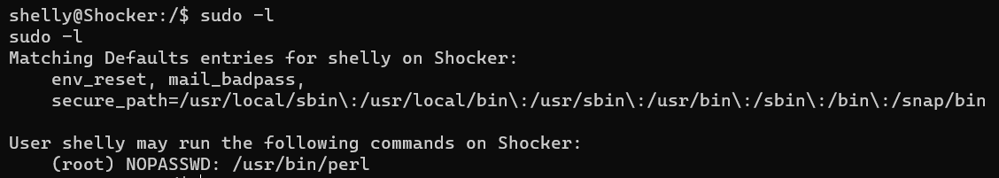 shelly@Shocker:/$ sudo -l
sudo -l
Matching Defaults entries for shelly on Shocker:
    env_reset, mail_badpass,
    secure_path=/usr/local/sbin\:/usr/local/bin\:/usr/sbin\:/usr/bin\:/sbin\:/bin\:/snap/bin

User shelly may run the following commands on Shocker:
    (root) NOPASSWD: /usr/bin/perl